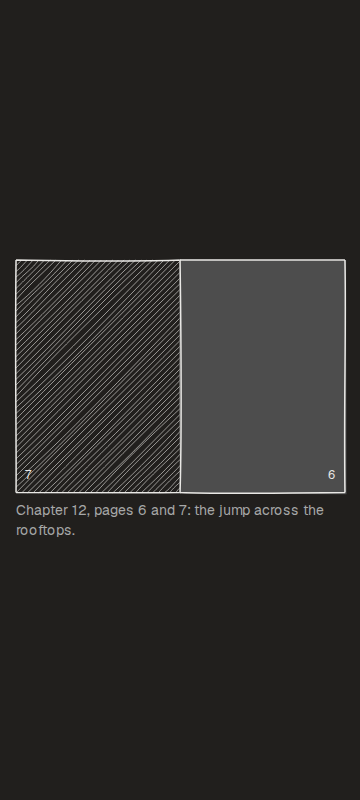 7
6
Chapter 12, pages 6 and 7: the jump across the
rooftops.